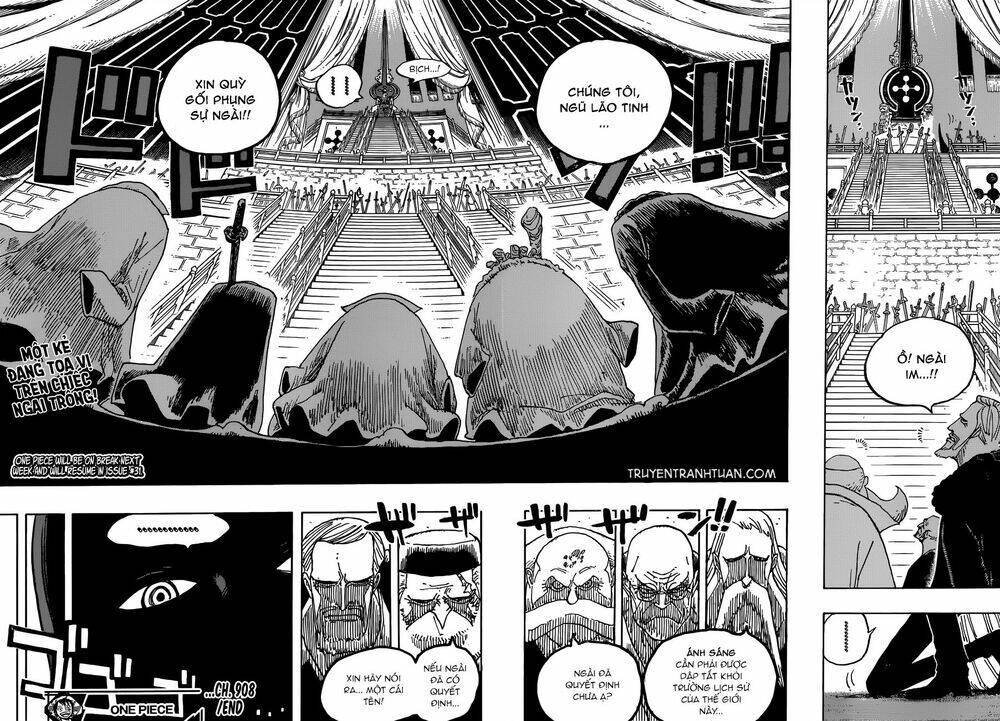 Ồ! NGÀI
IM...!!
BỊCH...!
CHÚNG TÔI,
NGŨ LÃO TINH
...
XIN QUỲ
GỐI PHỤNG
SỰ NGÀI!!
MỘT KẺ
ĐANG TỌA VỊ
TRÊN CHIẾC
NGAI TRỐNG!
ONE PIECE WILL BE ON BREAK NEXT
WEEK AND WILL RESUME IN ISSUE #31
TRUYENTRANHTUAN.COM
ÁNH SÁNG
CẦN PHẢI ĐƯỢC
DẬP TẮT KHỎI
TRƯỜNG LỊCH SỬ
CỦA THẾ GIỚI
NÀY...
NGÀI ĐÃ
QUYẾT ĐỊNH
CHƯA Ạ?
NẾU NGÀI
ĐÃ CÓ
QUYẾT
ĐỊNH
XIN HÃY NÓI
RA... MỘT CÁI
TÊN!
...CH. 908
/END
ONE PIECE